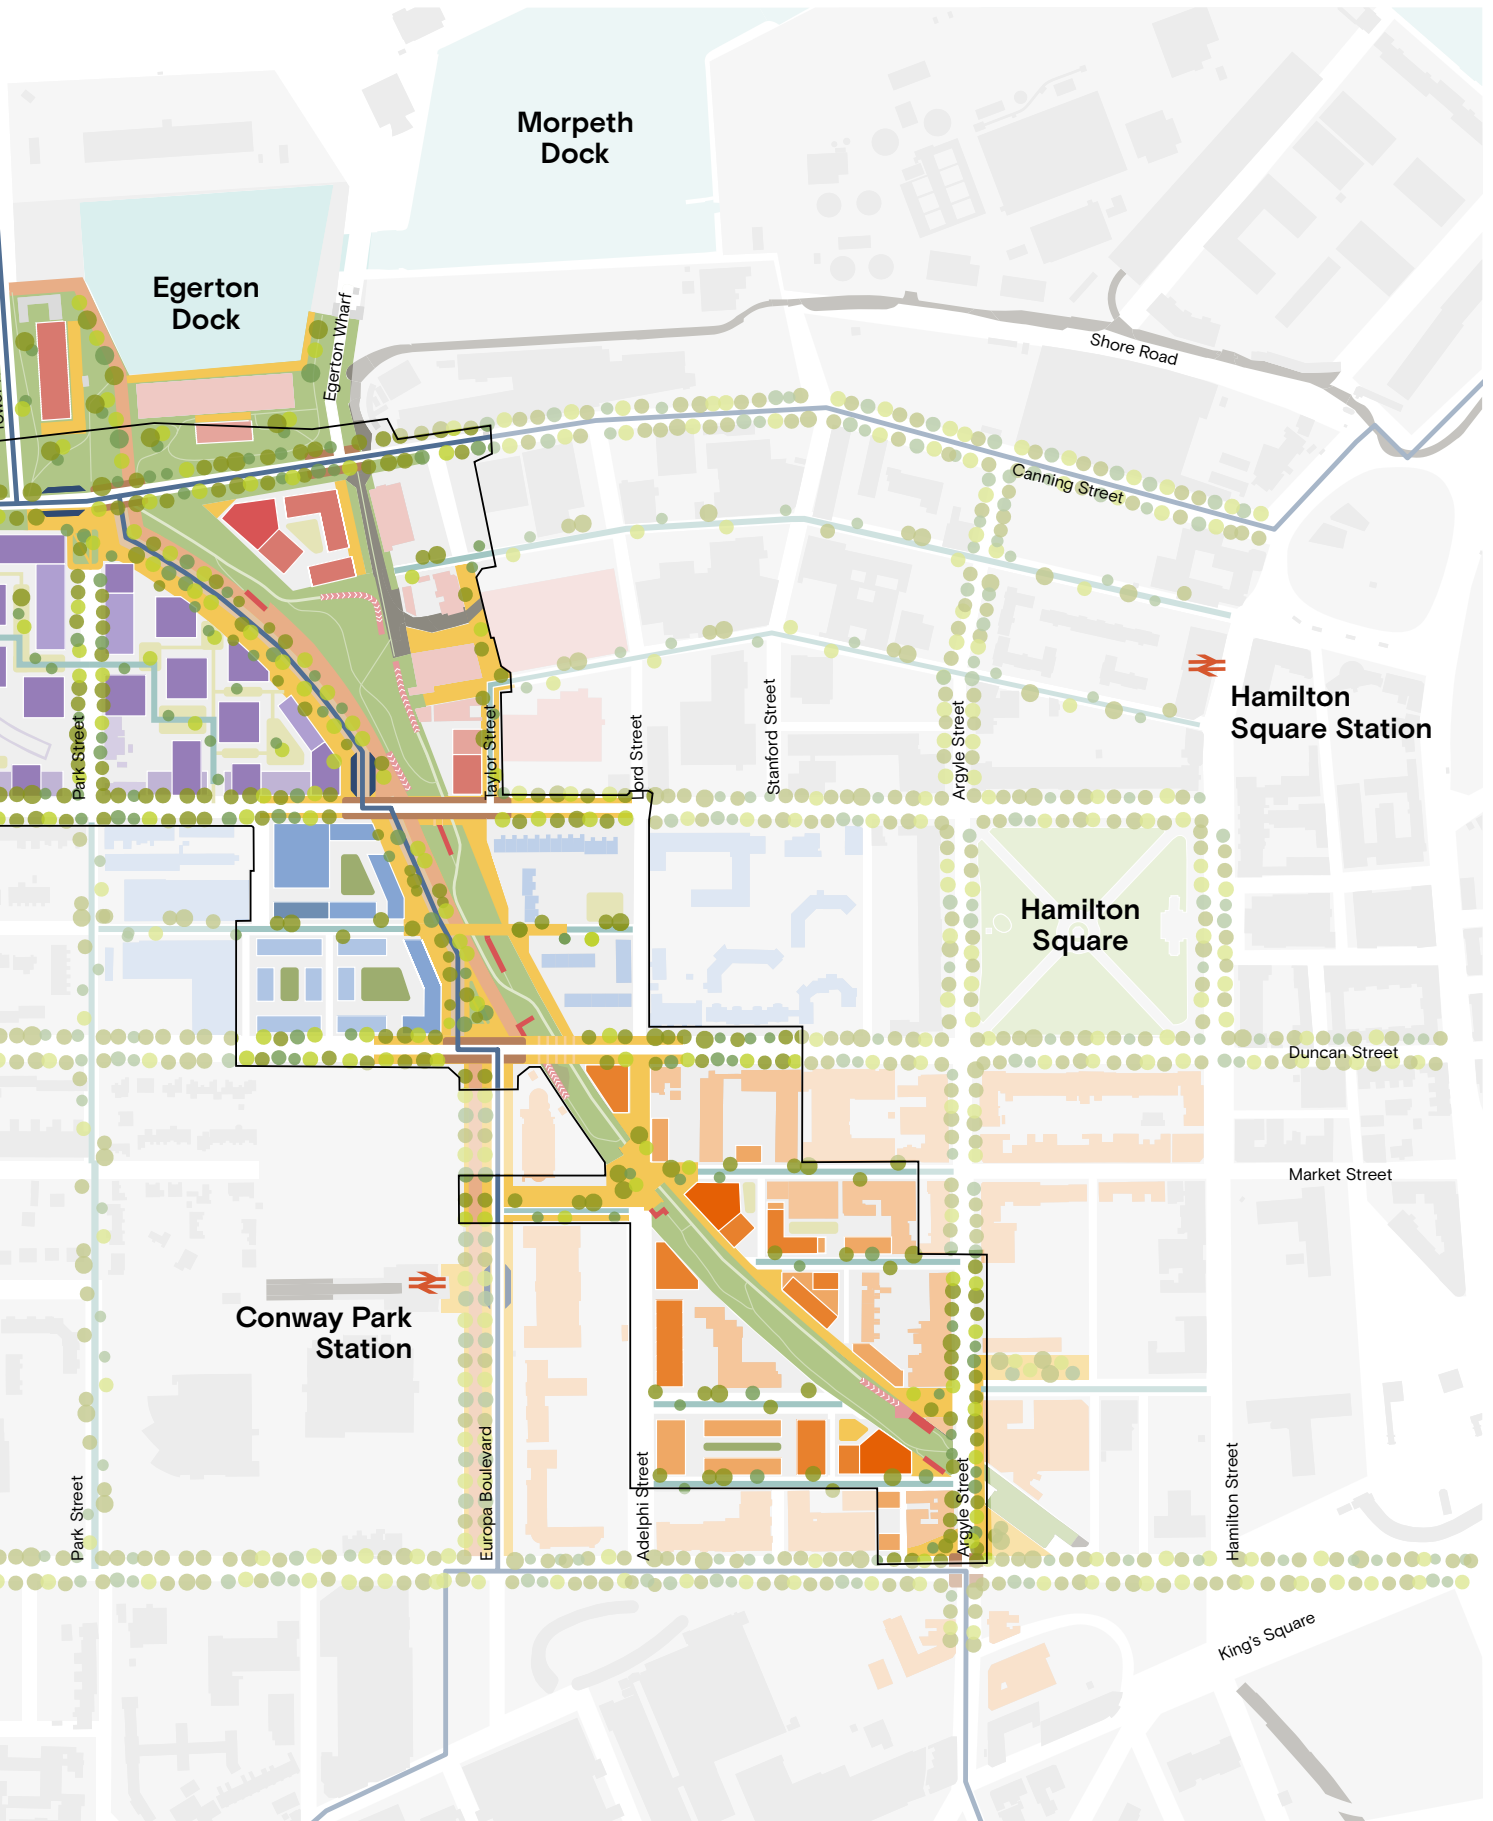 Morpeth
Dock
Egerton
Dock
Egerton Wharf
Shore Road
Canning Street
Hamilton
Square Station
Park Street
Taylor Street
Lord Street
Stanford Street
Argyle Street
Hamilton
Square
Duncan Street
Market Street
Conway Park
Station
Park Street
Europa Boulevard
Adelphi Street
Argyle Street
Hamilton Street
King's Square